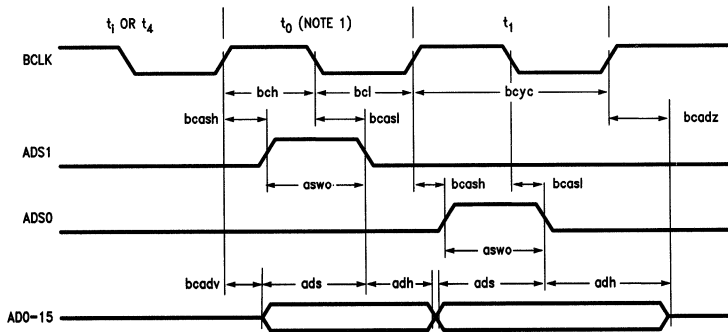 t₁ OR t₄ t₀ (NOTE 1) t₁
BCLK
bch bcl bcyc
bcash bcasl bcadz
ADS1
aswo bcash bcasl
ADS0
aswo
bcadv ads adh ads adh
AD0-15